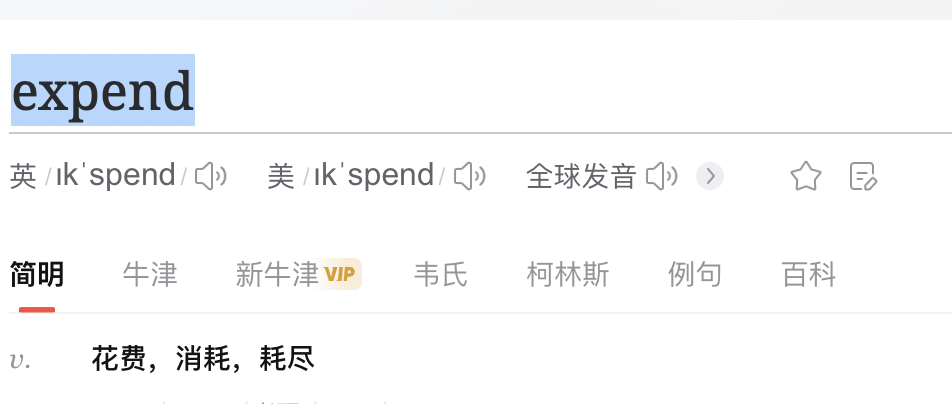 expend
英 /ɪkˈspend/ 美 /ɪkˈspend/ 全球发音
简明 牛津 新牛津 VIP 韦氏 柯林斯 例句 百科
v. 花费，消耗，耗尽